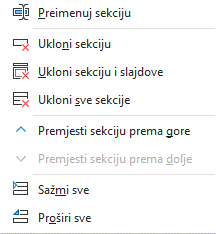 Preimenuj sekciju
Ukloni sekciju
Ukloni sekciju i slajdove
Ukloni sve sekcije
Premjesti sekciju prema gore
Premjesti sekciju prema dolje
Sažmi sve
Proširi sve